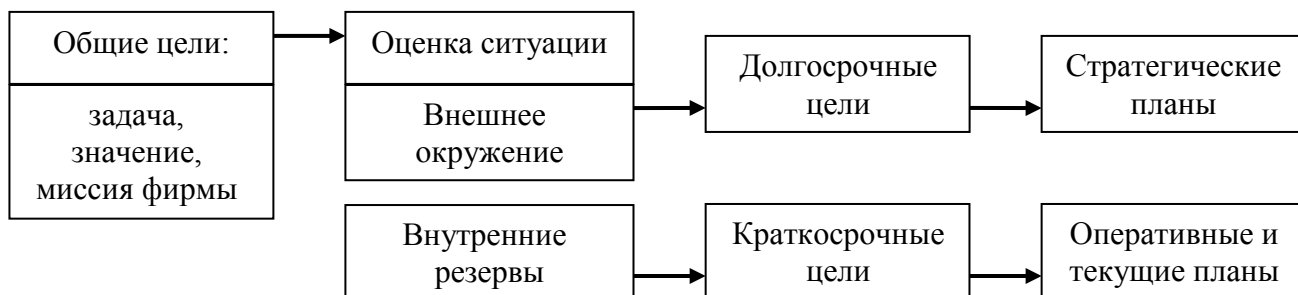 Общие цели:
задача,
значение,
миссия фирмы
Оценка ситуации
Внешнее
окружение
Долгосрочные
цели
Стратегические
планы
Внутренние
резервы
Краткосрочные
цели
Оперативные и
текущие планы